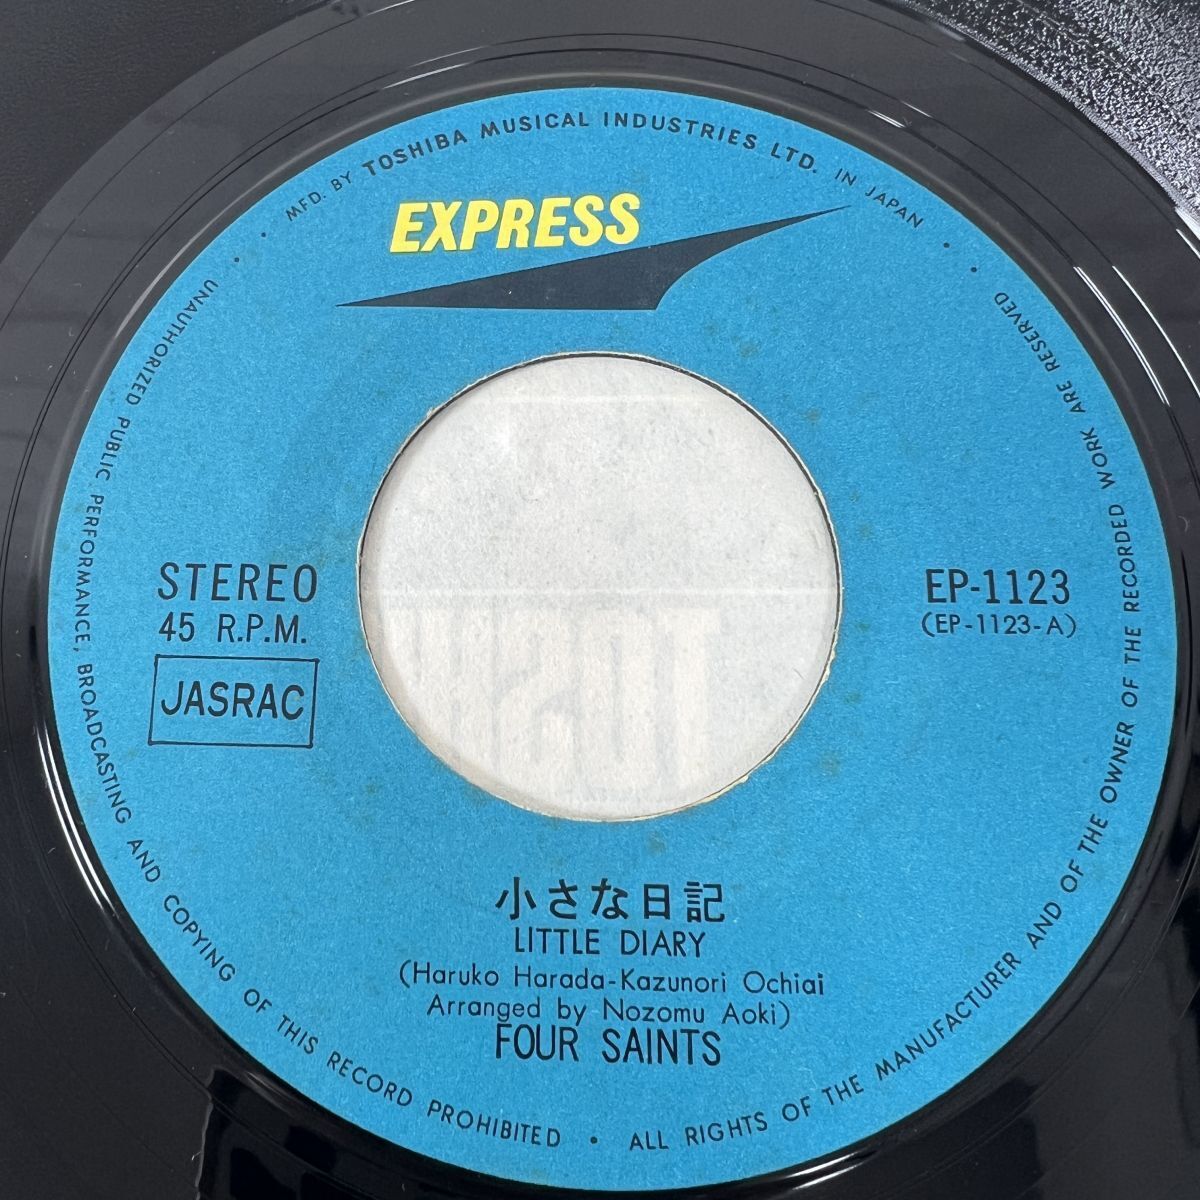 MFD. BY TOSHIBA MUSICAL INDUSTRIES LTD. IN JAPAN
EXPRESS
STEREO
45 R.P.M.
JASRAC
EP-1123
(EP-1123-A)
小さな日記
LITTLE DIARY
(Haruko Harada-Kazunori Ochiai
Arranged by Nozomu Aoki)
FOUR SAINTS
UNAUTHORIZED PUBLIC PERFORMANCE, BROADCASTING AND COPYING OF THIS RECORD PROHIBITED • ALL RIGHTS OF THE MANUFACTURER AND OF THE OWNER OF THE RECORDED WORK ARE RESERVED